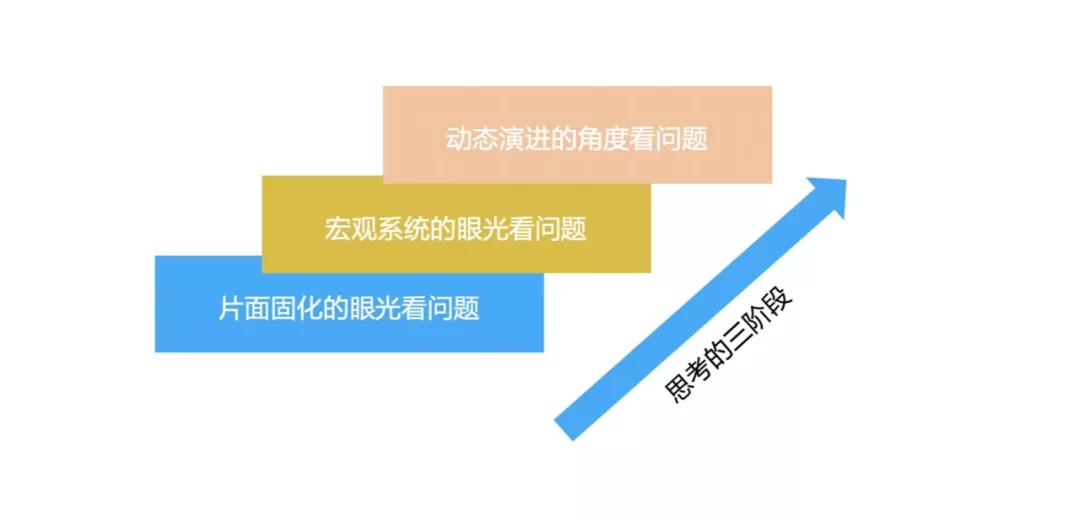 动态演进的角度看问题
宏观系统的眼光看问题
片面固化的眼光看问题
思考的三阶段